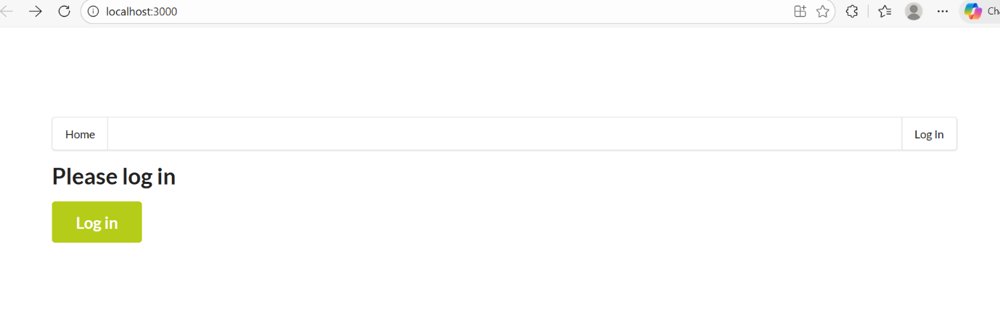 localhost:3000
Cha
Home
Log In
Please log in
Log in